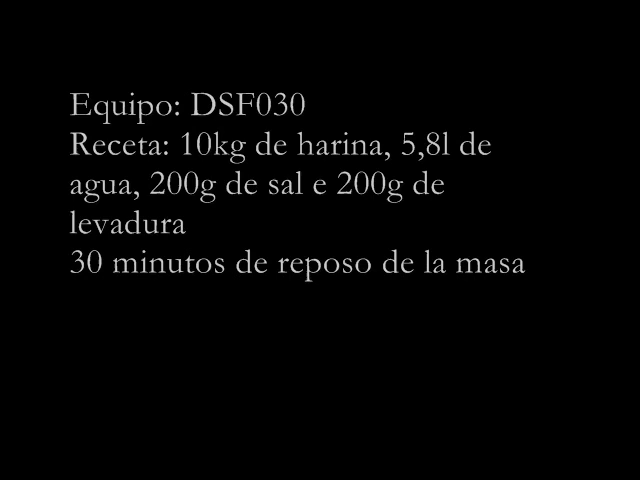 Equipo: DSF030
Receta: 10kg de harina, 5,8l de
agua, 200g de sal e 200g de
levadura
30 minutos de reposo de la masa